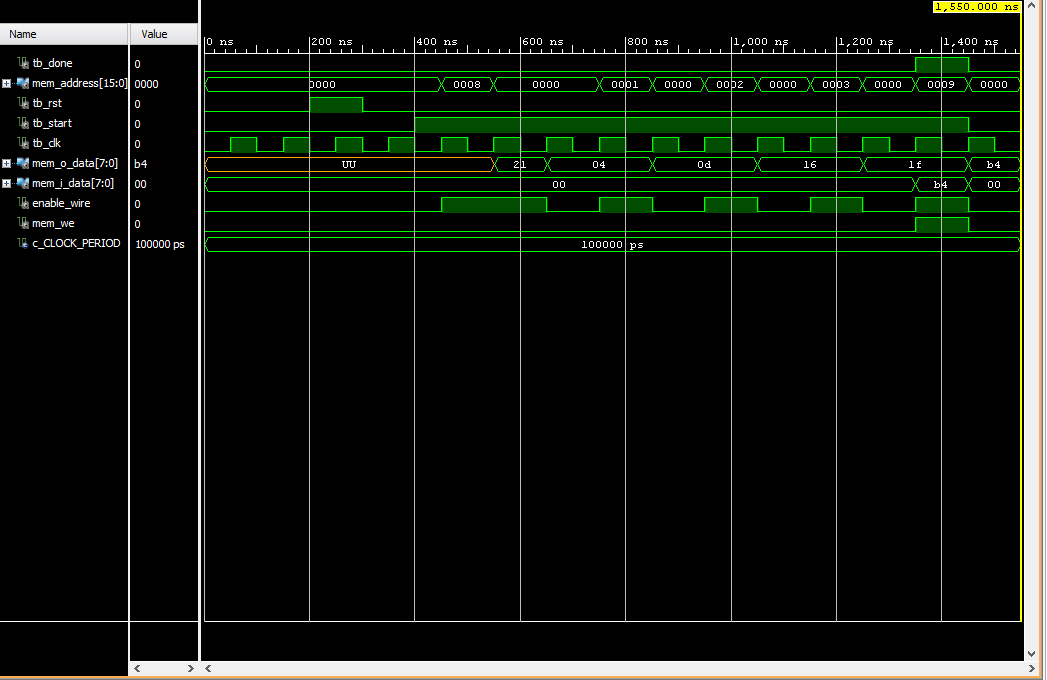 1,550.000 ns
Name Value
0 ns 200 ns 400 ns 600 ns 800 ns 1,000 ns 1,200 ns 1,400 ns
tb_done 0
mem_address[15:0] 0000 0000 0008 0000 0001 0000 0002 0000 0003 0000 0009 0000
tb_rst 0
tb_start 0
tb_clk 0
mem_o_data[7:0] b4 UU 21 04 0d 16 1f b4
mem_i_data[7:0] 00 00 b4 00
enable_wire 0
mem_we 0
c_CLOCK_PERIOD 100000 ps 100000 ps